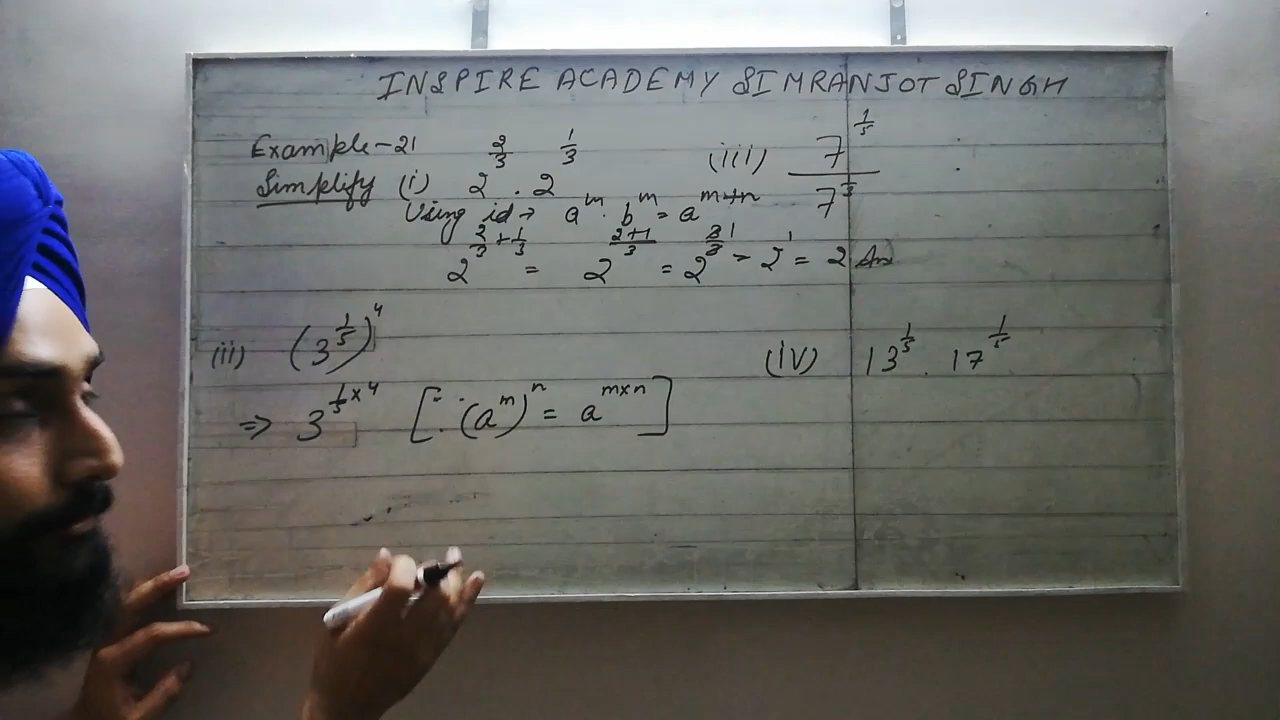 INSPIRE ACADEMY SIMRANJOT SINGH
Example-21
Simplify (i) 2^{2/3} . 2^{1/3}
Using id → a^m . b^m = a^{m+n}
2^{2/3+1/3} = 2^{(2+1)/3} = 2^{3/3} = 2^1 = 2 Ans
(ii) (3^{1/5})^4
⇒ 3^{1/5×4} [∵ (a^m)^n = a^{m×n}]
(iii) 7^{1/5} / 7^{1/3}
(iv) 13^{1/5} . 17^{1/5}